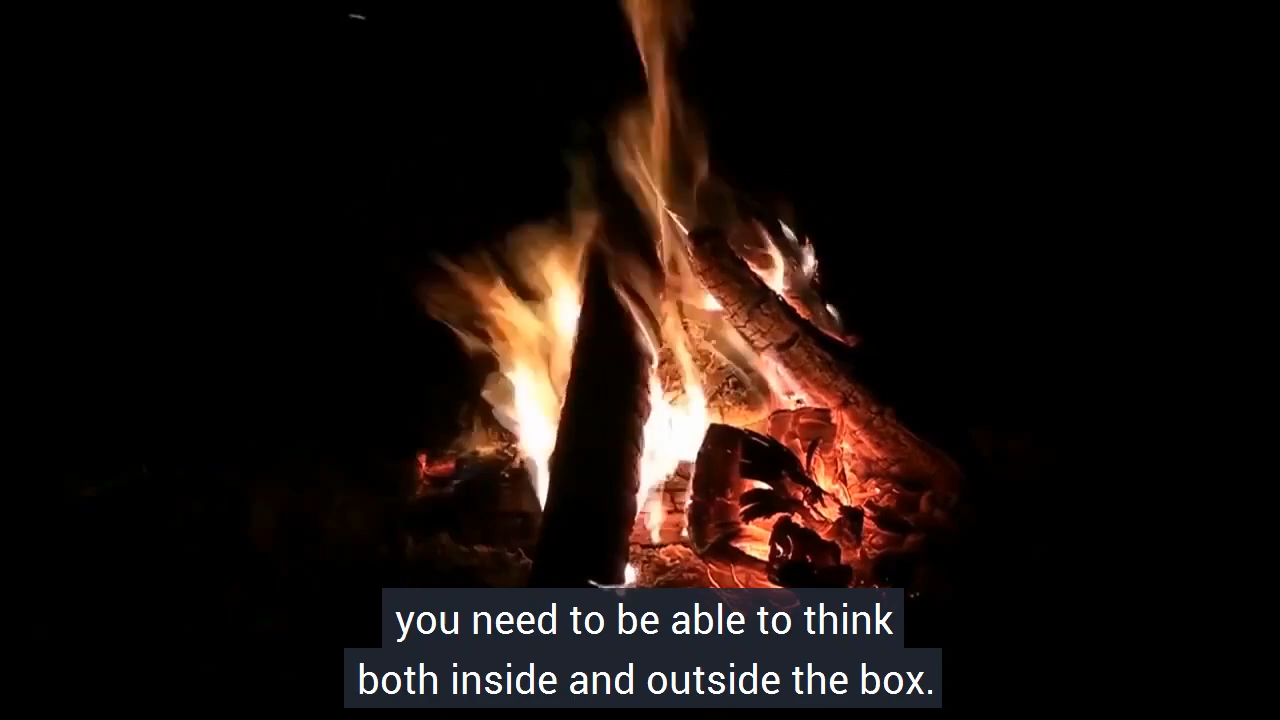 you need to be able to think
both inside and outside the box.